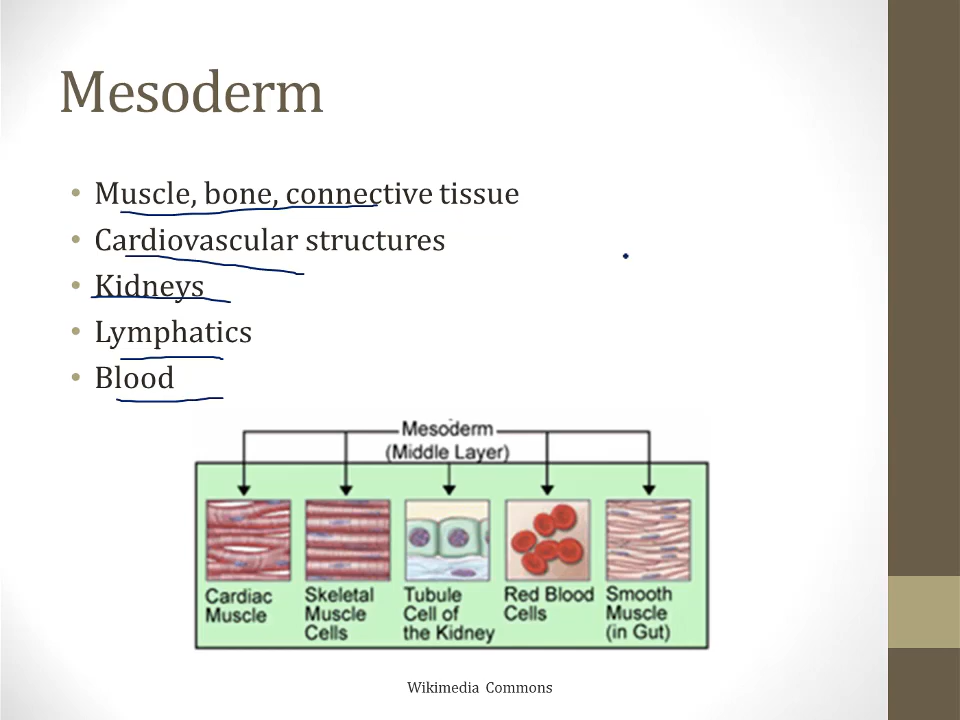 Mesoderm
• Muscle, bone, connective tissue
• Cardiovascular structures
• Kidneys
• Lymphatics
• Blood
Mesoderm
(Middle Layer)
Cardiac
Muscle
Skeletal
Muscle
Cells
Tubule
Cell of
the Kidney
Red Blood
Cells
Smooth
Muscle
(in Gut)
Wikimedia Commons